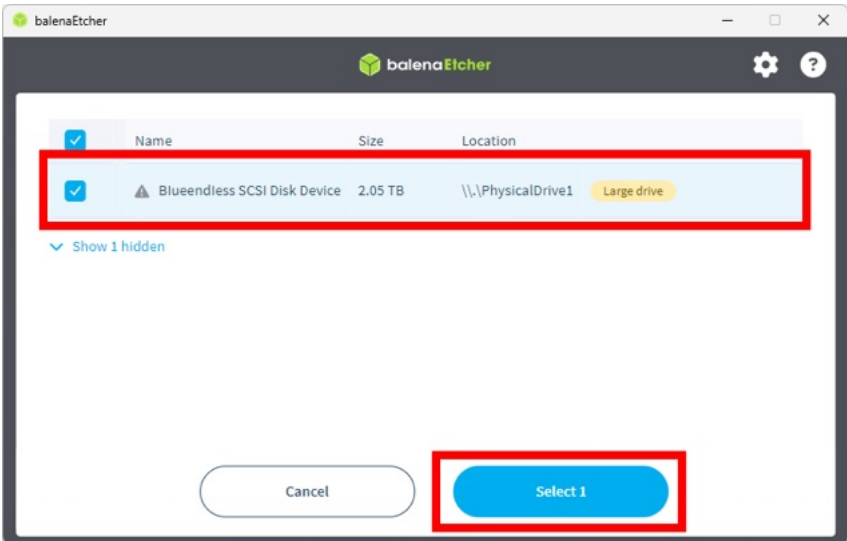 balenaEtcher
balenaEtcher
Name Size Location
Blueendless SCSI Disk Device 2.05 TB \\.\PhysicalDrive1 Large drive
Show 1 hidden
Cancel Select 1